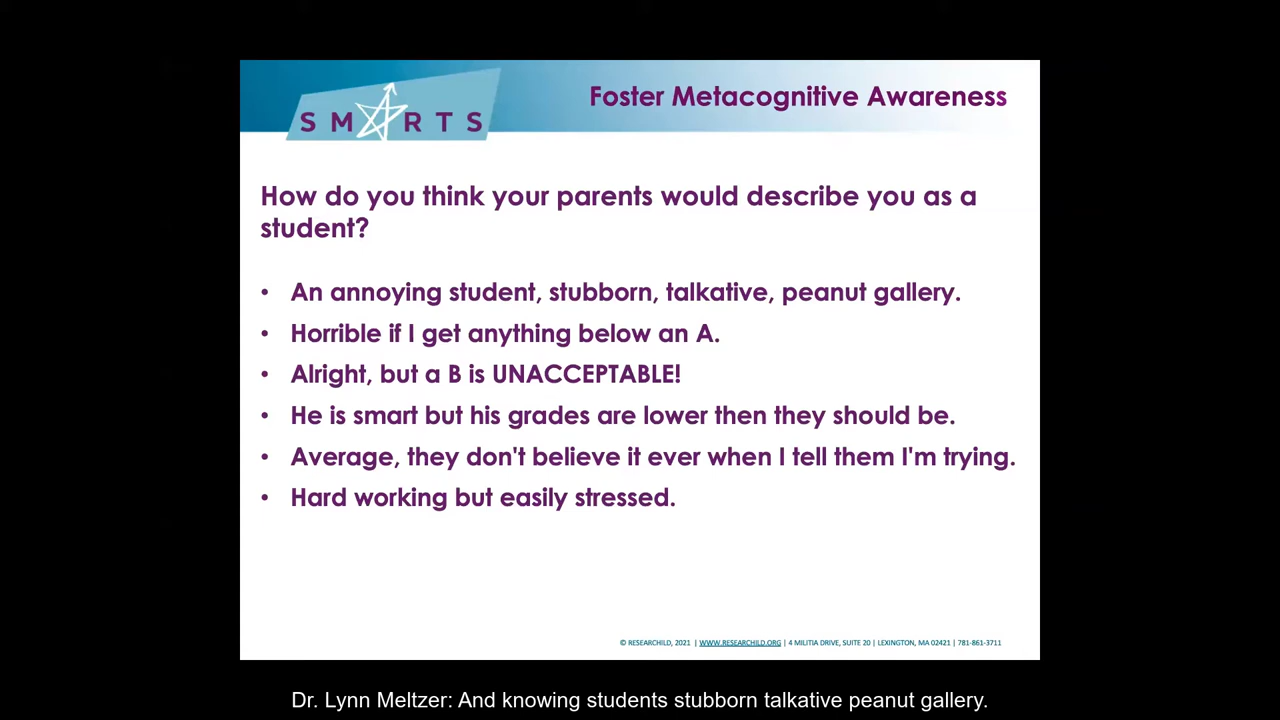 SMARTS
Foster Metacognitive Awareness
How do you think your parents would describe you as a
student?
• An annoying student, stubborn, talkative, peanut gallery.
• Horrible if I get anything below an A.
• Alright, but a B is UNACCEPTABLE!
• He is smart but his grades are lower then they should be.
• Average, they don't believe it ever when I tell them I'm trying.
• Hard working but easily stressed.
© RESEARCHILD, 2021 | WWW.RESEARCHILD.ORG | 4 MILITIA DRIVE, SUITE 20 | LEXINGTON, MA 02421 | 781-861-3711
Dr. Lynn Meltzer: And knowing students stubborn talkative peanut gallery.